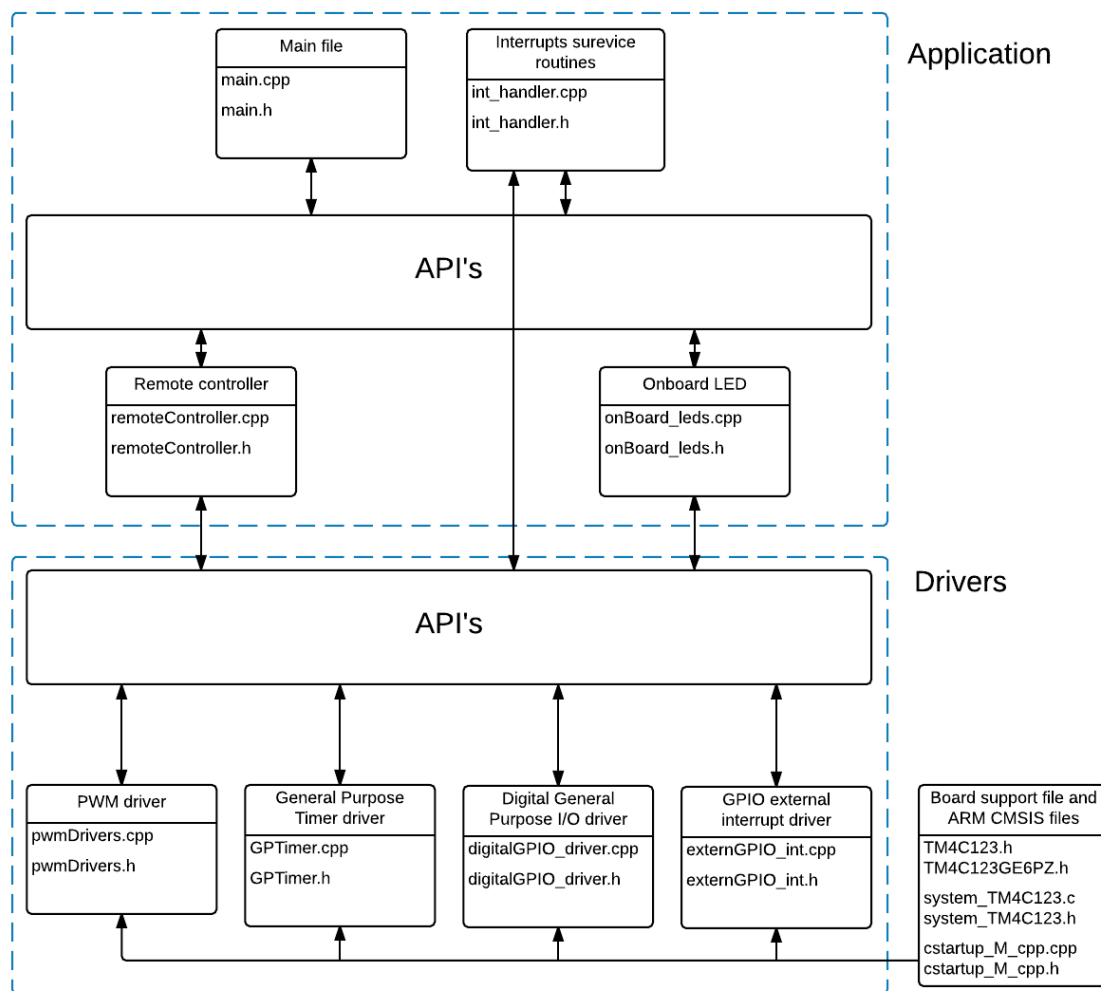 Application
Main file
main.cpp
main.h
Interrupts surevice
routines
int_handler.cpp
int_handler.h
API's
Remote controller
remoteController.cpp
remoteController.h
Onboard LED
onBoard_leds.cpp
onBoard_leds.h
Drivers
API's
PWM driver
pwmDrivers.cpp
pwmDrivers.h
General Purpose
Timer driver
GPTimer.cpp
GPTimer.h
Digital General
Purpose I/O driver
digitalGPIO_driver.cpp
digitalGPIO_driver.h
GPIO external
interrupt driver
externGPIO_int.cpp
externGPIO_int.h
Board support file and
ARM CMSIS files
TM4C123.h
TM4C123GE6PZ.h
system_TM4C123.c
system_TM4C123.h
cstartup_M_cpp.cpp
cstartup_M_cpp.h